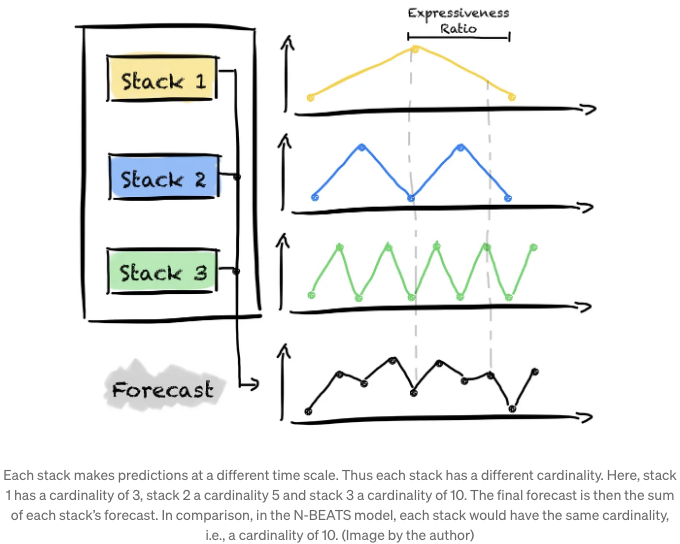 Expressiveness
Ratio
Stack 1
Stack 2
Stack 3
Forecast
Each stack makes predictions at a different time scale. Thus each stack has a different cardinality. Here, stack
1 has a cardinality of 3, stack 2 a cardinality 5 and stack 3 a cardinality of 10. The final forecast is then the sum
of each stack's forecast. In comparison, in the N-BEATS model, each stack would have the same cardinality,
i.e., a cardinality of 10. (Image by the author)